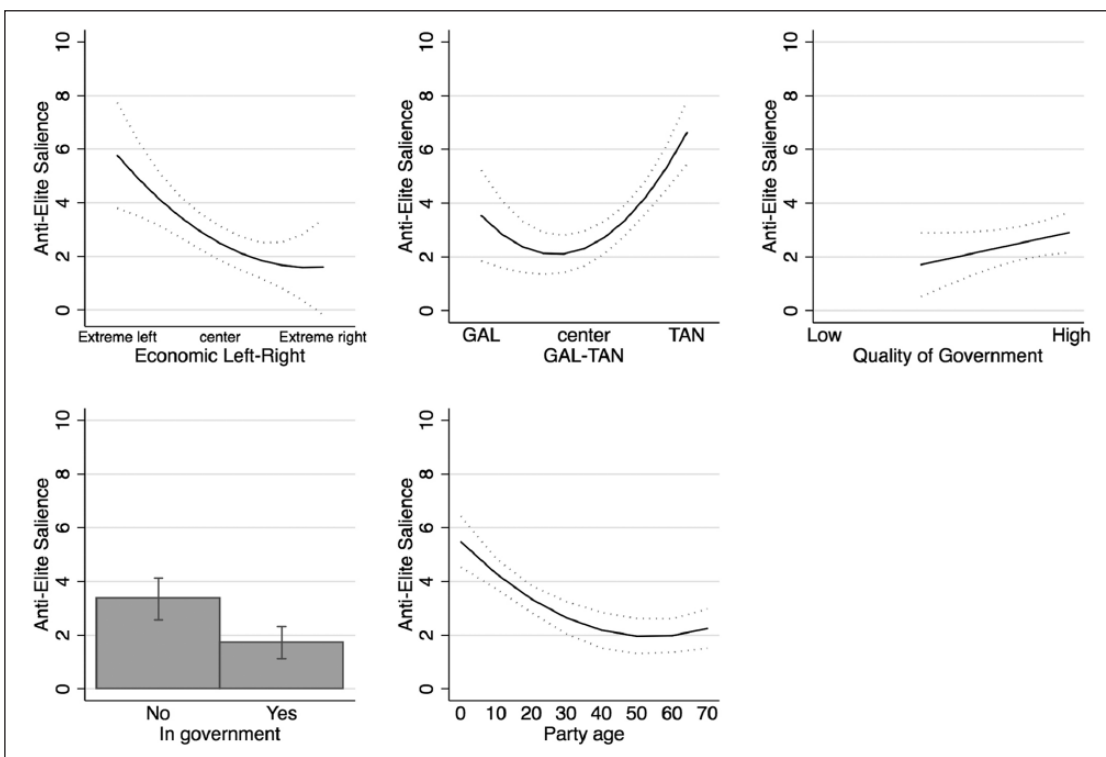 Anti-Elite Salience
10
8
6
4
2
0
Extreme left center Extreme right
Economic Left-Right
Anti-Elite Salience
10
8
6
4
2
0
GAL center TAN
GAL-TAN
Anti-Elite Salience
10
8
6
4
2
0
Low High
Quality of Government
Anti-Elite Salience
10
8
6
4
2
0
No Yes
In government
Anti-Elite Salience
10
8
6
4
2
0
0 10 20 30 40 50 60 70
Party age